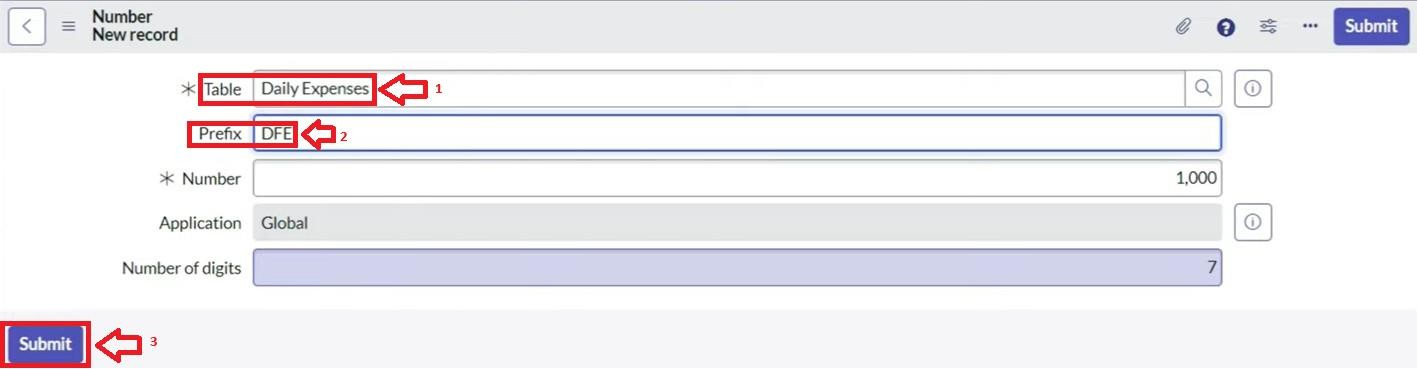 Number
New record
Submit
* Table Daily Expenses 1
Prefix DFE 2
* Number 1,000
Application Global
Number of digits 7
Submit 3